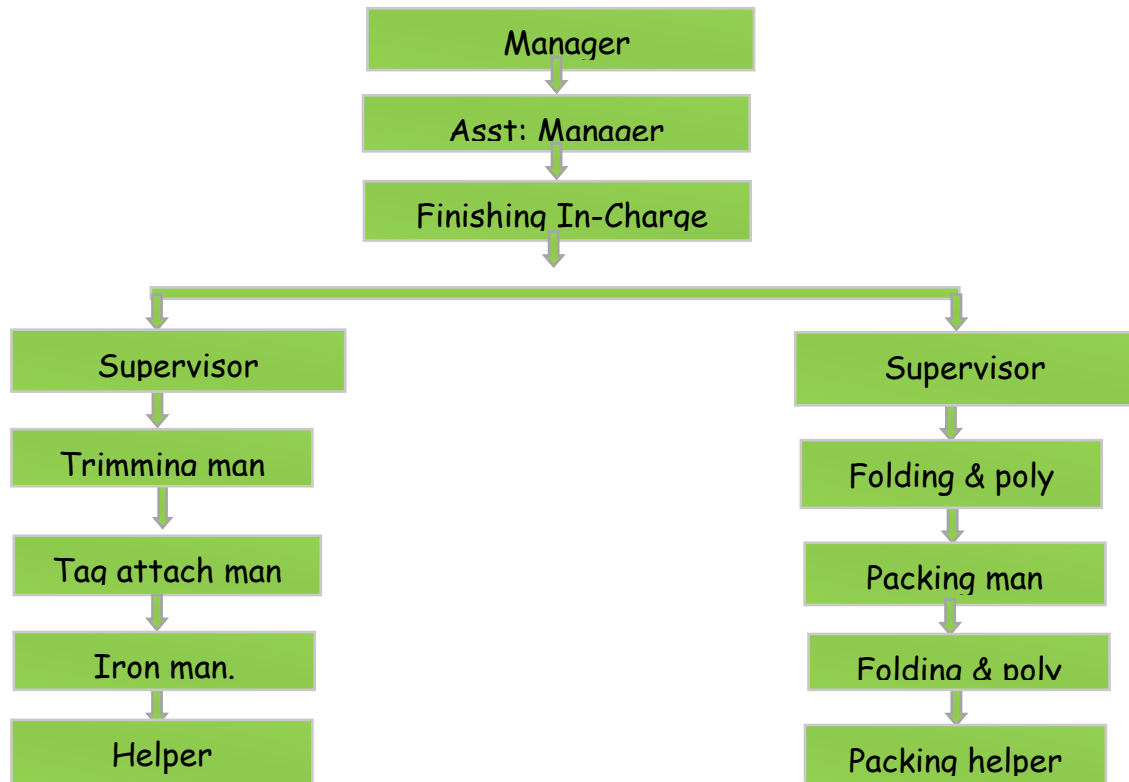 Manager
Asst: Manager
Finishing In-Charge
Supervisor
Trimming man
Tag attach man
Iron man.
Helper
Supervisor
Folding & poly
Packing man
Folding & poly
Packing helper